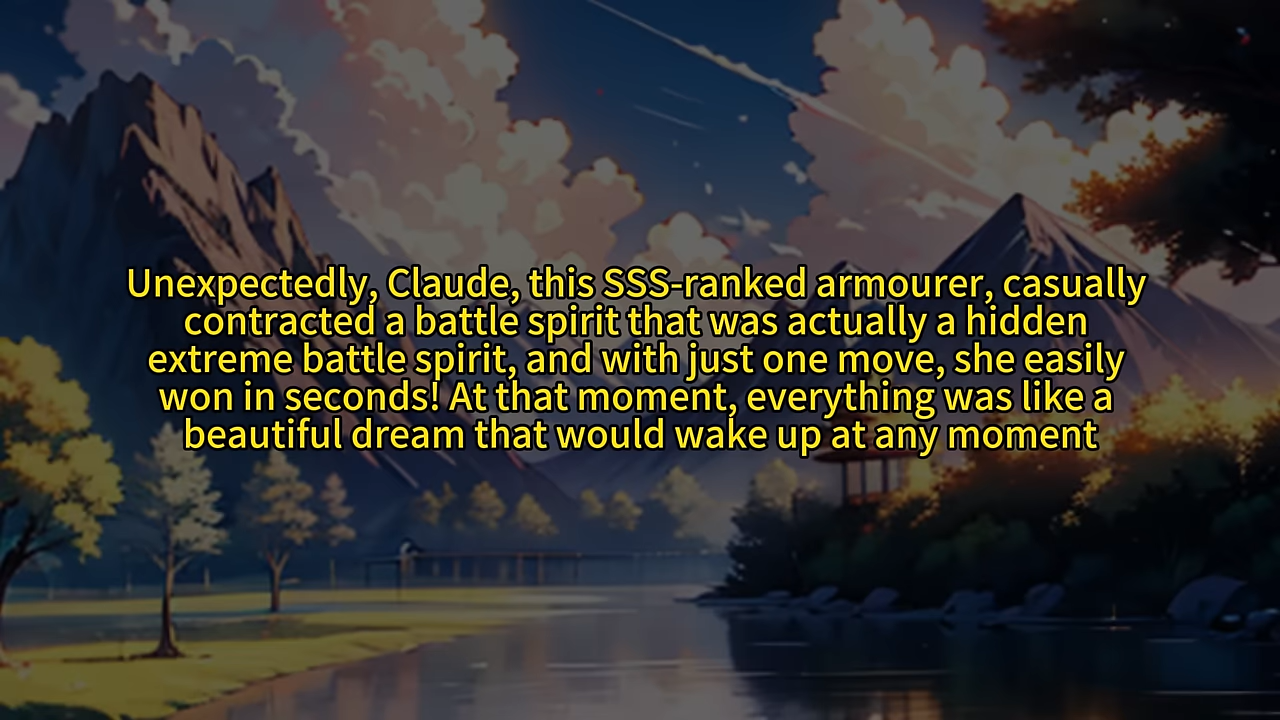 Unexpectedly, Claude, this SSS-ranked armourer, casually
contracted a battle spirit that was actually a hidden
extreme battle spirit, and with just one move, she easily
won in seconds! At that moment, everything was like a
beautiful dream that would wake up at any moment